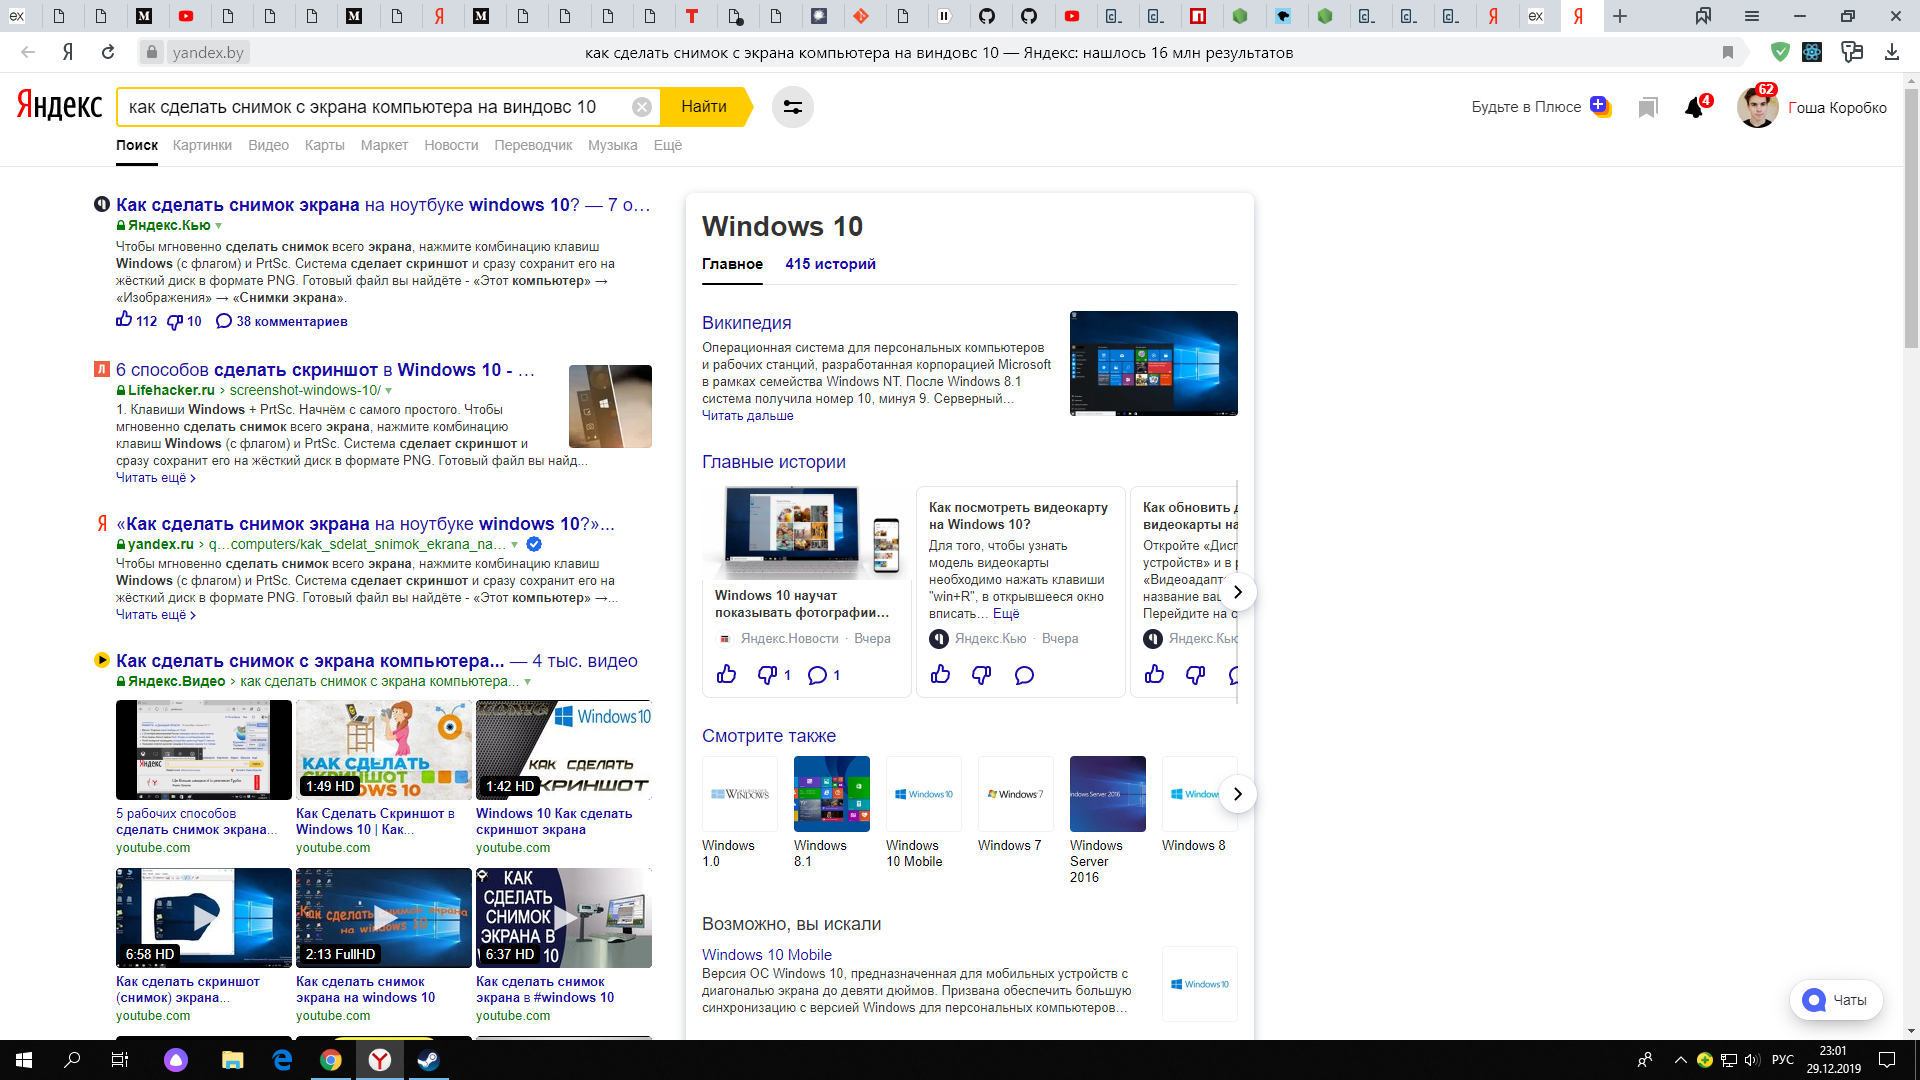 ex
yandex.by
как сделать снимок с экрана компьютера на виндовс 10 — Яндекс: нашлось 16 млн результатов
Яндекс
как сделать снимок с экрана компьютера на виндовс 10
Найти
Будьте в Плюсе
4
62
Гоша Коробко
Поиск Картинки Видео Карты Маркет Новости Переводчик Музыка Ещё
Как сделать снимок экрана на ноутбуке windows 10? — 7 о...
Яндекс.Кью
Чтобы мгновенно сделать снимок всего экрана, нажмите комбинацию клавиш
Windows (с флагом) и PrtSc. Система сделает скриншот и сразу сохранит его на
жёсткий диск в формате PNG. Готовый файл вы найдёте - «Этот компьютер» →
«Изображения» → «Снимки экрана».
112 10 38 комментариев
6 способов сделать скриншот в Windows 10 - ...
Lifehacker.ru › screenshot-windows-10/
1. Клавиши Windows + PrtSc. Начнём с самого простого. Чтобы
мгновенно сделать снимок всего экрана, нажмите комбинацию
клавиш Windows (с флагом) и PrtSc. Система сделает скриншот и
сразу сохранит его на жёсткий диск в формате PNG. Готовый файл вы найд...
Читать ещё ›
«Как сделать снимок экрана на ноутбуке windows 10?»...
yandex.ru › q...computers/kak_sdelat_snimok_ekrana_na...
Чтобы мгновенно сделать снимок всего экрана, нажмите комбинацию клавиш
Windows (с флагом) и PrtSc. Система сделает скриншот и сразу сохранит его на
жёсткий диск в формате PNG. Готовый файл вы найдёте - «Этот компьютер» →...
Читать ещё ›
Как сделать снимок с экрана компьютера... — 4 тыс. видео
Яндекс.Видео › как сделать снимок с экрана компьютера...
КАК СДЕЛАТЬ
СКРИНШОТ
WINDOWS 10
1:49 HD
Windows10
КАК СДЕЛАТЬ
СКРИНШОТ
1:42 HD
5 рабочих способов
сделать снимок экрана...
youtube.com
Как Сделать Скриншот в
Windows 10 | Как...
youtube.com
Windows 10 Как сделать
скриншот экрана
youtube.com
6:58 HD
Как сделать снимок экрана
на windows 10
2:13 FullHD
КАК
СДЕЛАТЬ
СНИМОК
ЭКРАНА В
10
6:37 HD
Как сделать скриншот
(снимок) экрана...
youtube.com
Как сделать снимок
экрана на windows 10
youtube.com
Как сделать снимок
экрана в #windows 10
youtube.com
Windows 10
Главное 415 историй
Википедия
Операционная система для персональных компьютеров
и рабочих станций, разработанная корпорацией Microsoft
в рамках семейства Windows NT. После Windows 8.1
система получила номер 10, минуя 9. Серверный...
Читать дальше
Главные истории
Windows 10 научат
показывать фотографии...
Яндекс.Новости · Вчера
1 1
Как посмотреть видеокарту
на Windows 10?
Для того, чтобы узнать
модель видеокарты
необходимо нажать клавиши
"win+R", в открывшееся окно
вписать... Ещё
Яндекс.Кью · Вчера
Как обновить д
видеокарты на
Откройте «Дисп
устройств» и в р
«Видеоадапт
название ваш
Перейдите на с
Яндекс.Кью
Смотрите также
Windows
Windows10
Windows7
Windows Server 2016
Windows
Windows
1.0
Windows
8.1
Windows
10 Mobile
Windows 7
Windows
Server
2016
Windows 8
Возможно, вы искали
Windows 10 Mobile
Версия ОС Windows 10, предназначенная для мобильных устройств с
диагональю экрана до девяти дюймов. Призвана обеспечить большую
синхронизацию с версией Windows для персональных компьютеров...
Windows10
Чаты
РУС
23:01
29.12.2019